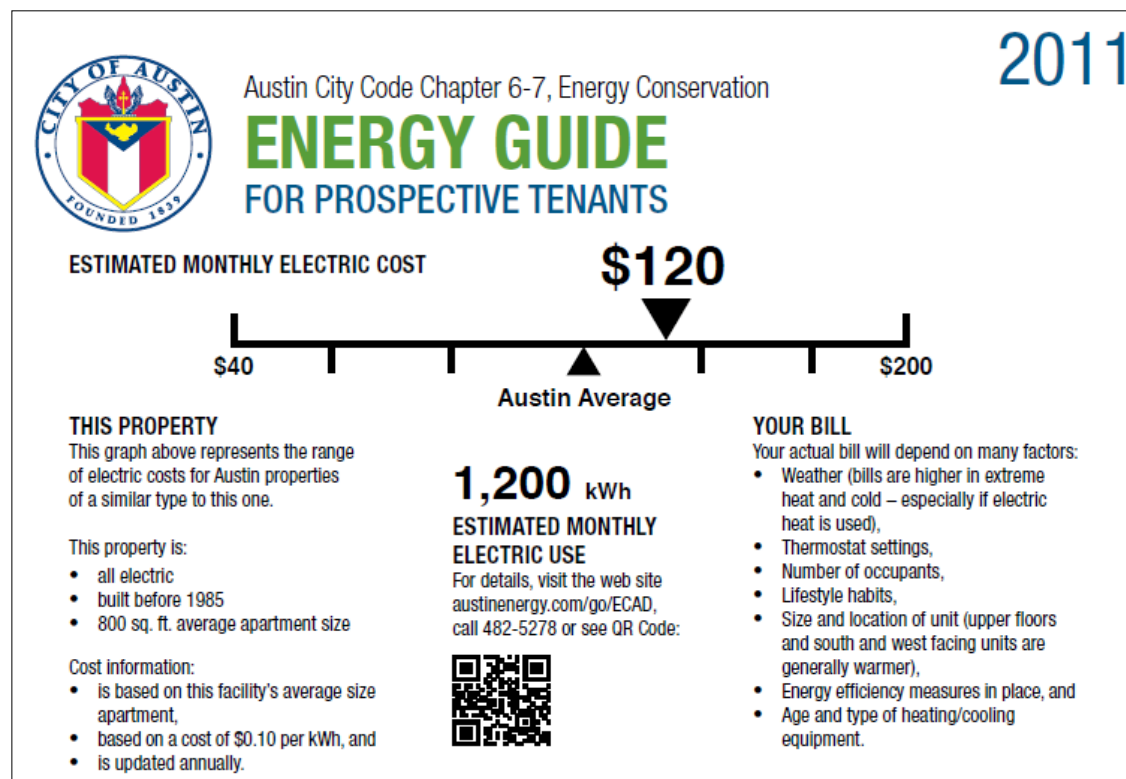 2011
CITY OF AUSTIN
FOUNDED 1839
Austin City Code Chapter 6-7, Energy Conservation
ENERGY GUIDE
FOR PROSPECTIVE TENANTS
ESTIMATED MONTHLY ELECTRIC COST
$120
$40
$200
Austin Average
THIS PROPERTY
This graph above represents the range
of electric costs for Austin properties
of a similar type to this one.
This property is:
• all electric
• built before 1985
• 800 sq. ft. average apartment size
Cost information:
• is based on this facility's average size
apartment,
• based on a cost of $0.10 per kWh, and
• is updated annually.
1,200 kWh
ESTIMATED MONTHLY
ELECTRIC USE
For details, visit the web site
austinenergy.com/go/ECAD,
call 482-5278 or see QR Code:
YOUR BILL
Your actual bill will depend on many factors:
• Weather (bills are higher in extreme
heat and cold – especially if electric
heat is used),
• Thermostat settings,
• Number of occupants,
• Lifestyle habits,
• Size and location of unit (upper floors
and south and west facing units are
generally warmer),
• Energy efficiency measures in place, and
• Age and type of heating/cooling
equipment.